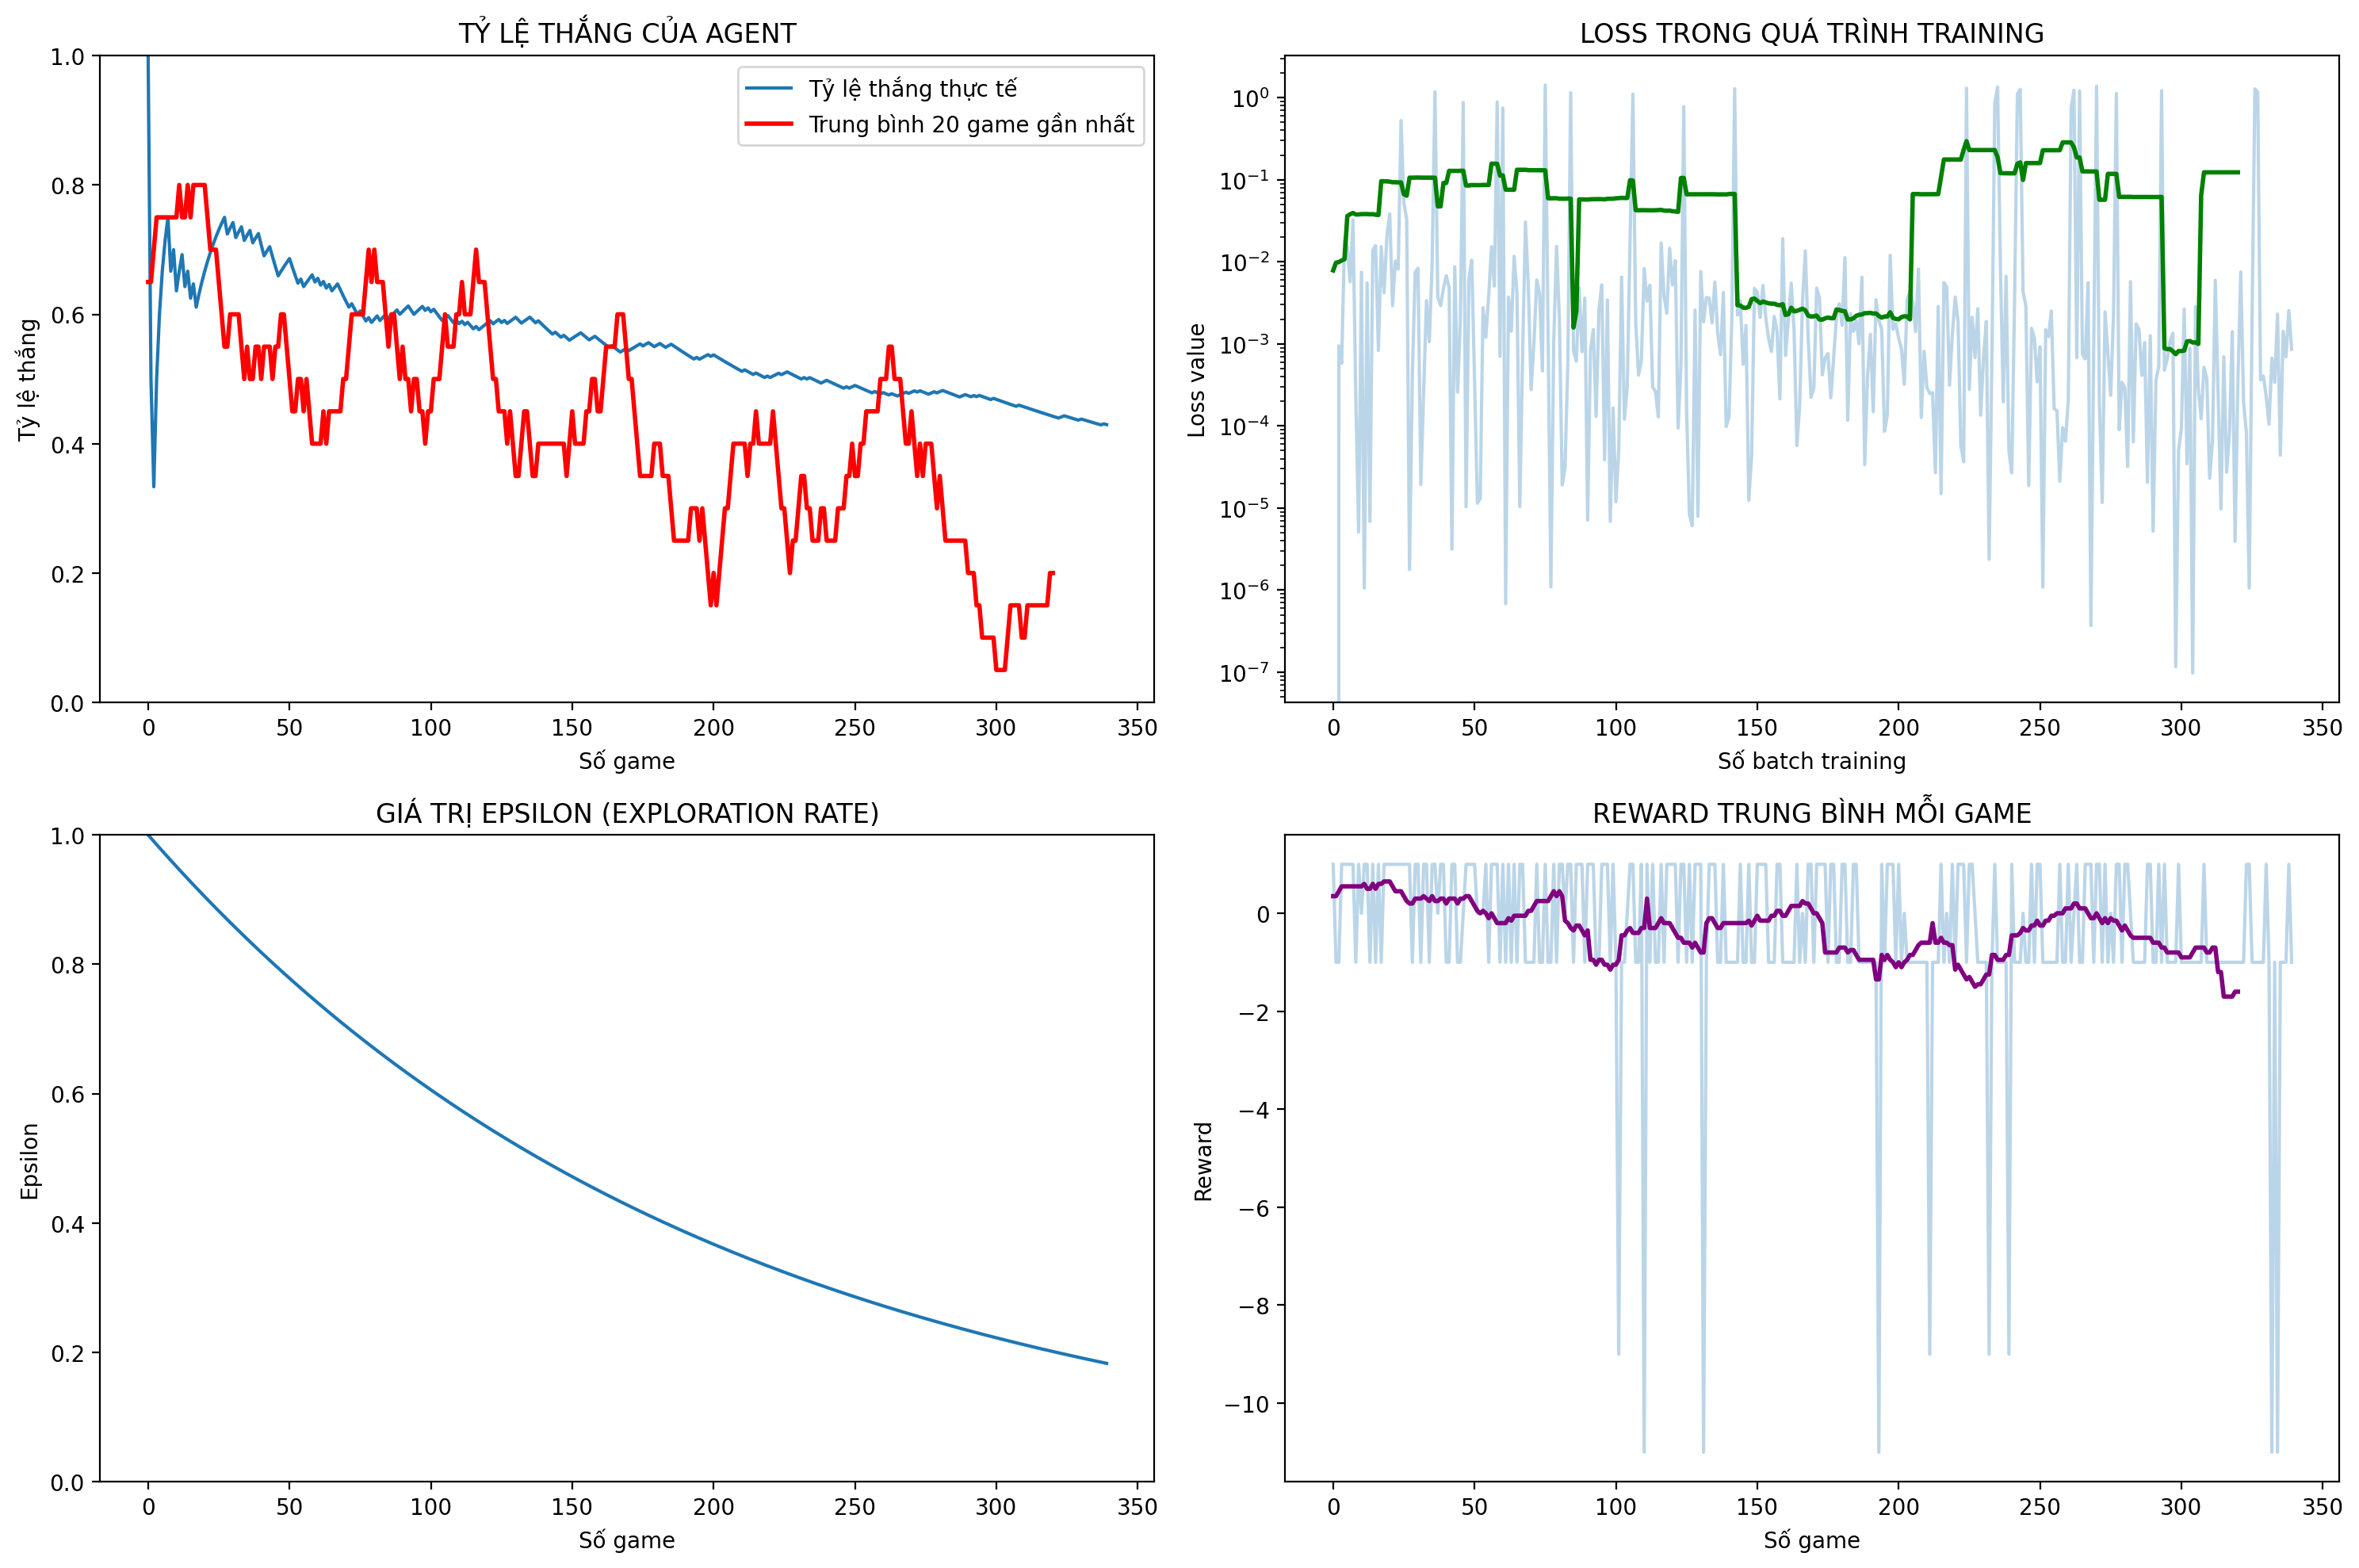 TỶ LỆ THẮNG CỦA AGENT
1.0
0.8
0.6
0.4
0.2
0.0
Tỷ lệ thắng
Tỷ lệ thắng thực tế
Trung bình 20 game gần nhất
0 50 100 150 200 250 300 350
Số game
LOSS TRONG QUÁ TRÌNH TRAINING
10⁰
10⁻¹
10⁻²
10⁻³
10⁻⁴
10⁻⁵
10⁻⁶
10⁻⁷
Loss value
0 50 100 150 200 250 300 350
Số batch training
GIÁ TRỊ EPSILON (EXPLORATION RATE)
1.0
0.8
0.6
0.4
0.2
0.0
Epsilon
0 50 100 150 200 250 300 350
Số game
REWARD TRUNG BÌNH MỖI GAME
0
−2
−4
−6
−8
−10
Reward
0 50 100 150 200 250 300 350
Số game